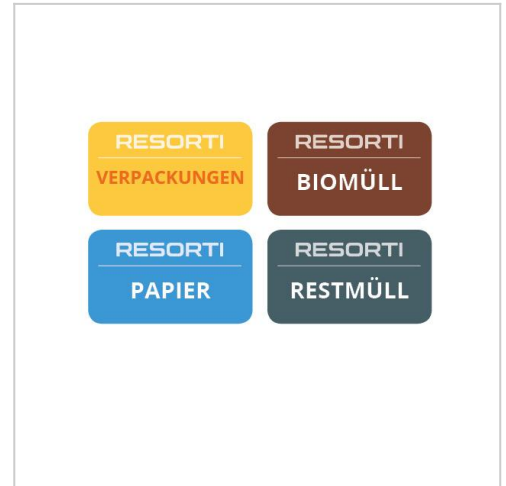 RESORTI
VERPACKUNGEN
RESORTI
BIOMÜLL
RESORTI
PAPIER
RESORTI
RESTMÜLL